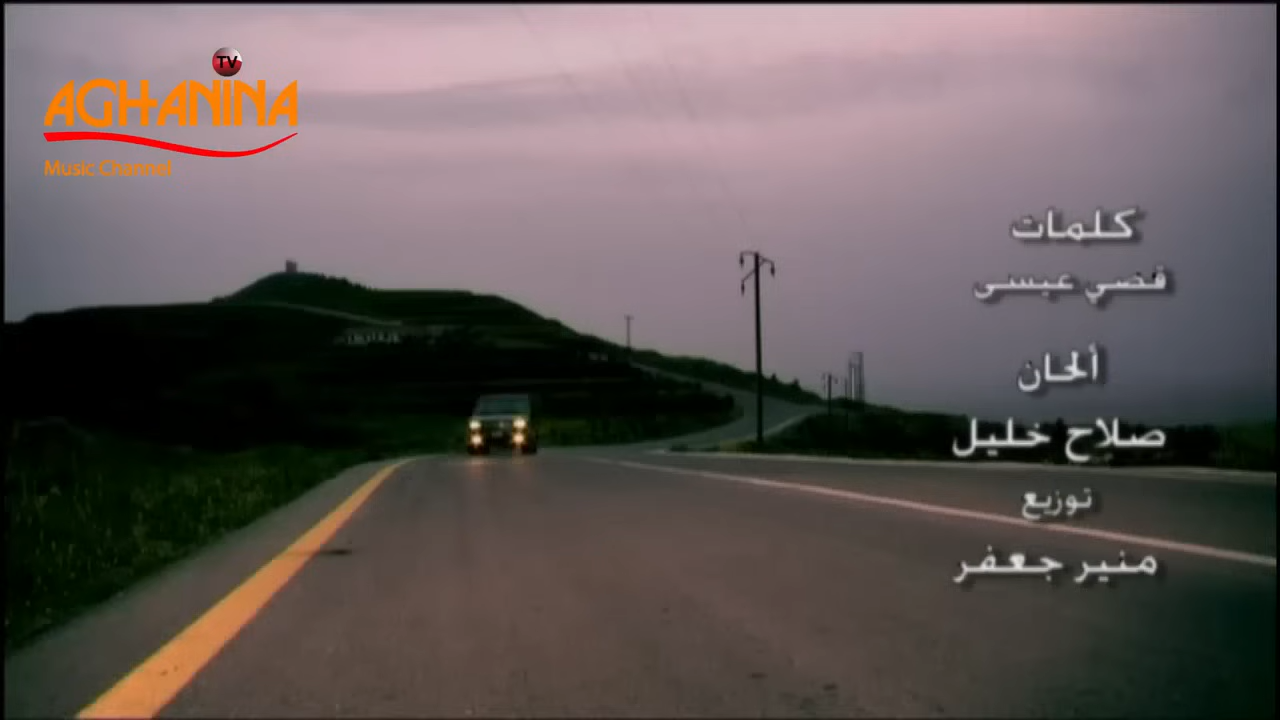 TV
AGHANINA
Music Channel
كلمات
قصي عيسى
ألحان
صلاح خليل
توزيع
منير جعفر